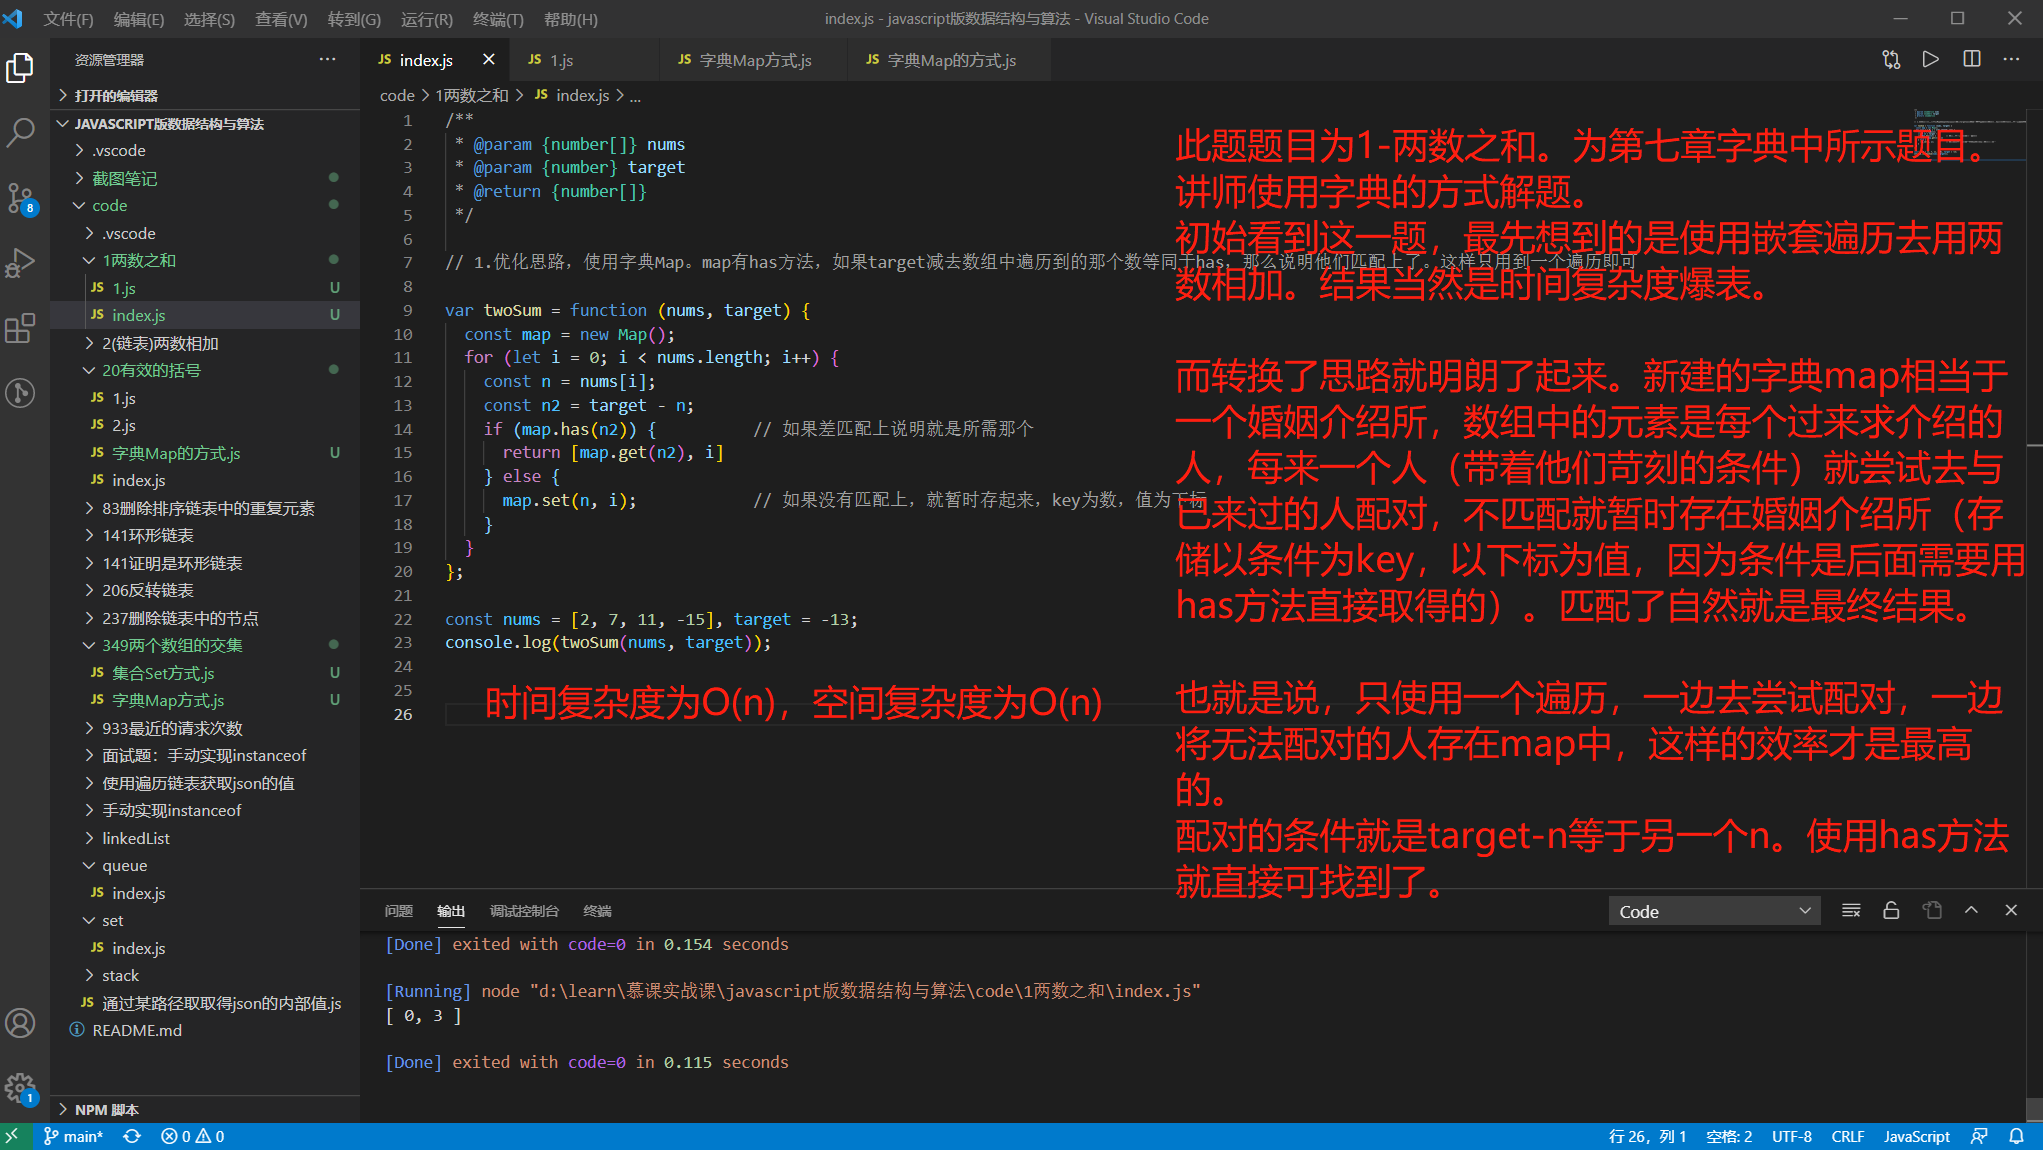 文件(F) 编辑(E) 选择(S) 查看(V) 转到(G) 运行(R) 终端(T) 帮助(H)
index.js - javascript版数据结构与算法 - Visual Studio Code
资源管理器 ···
打开的编辑器
JAVASCRIPT版数据结构与算法
.vscode
截图笔记
code
.vscode
1两数之和
JS 1.js U
JS index.js U
2(链表)两数相加
20有效的括号
JS 1.js
JS 2.js
JS 字典Map的方式.js U
JS index.js
83删除排序链表中的重复元素
141环形链表
141证明是环形链表
206反转链表
237删除链表中的节点
349两个数组的交集
JS 集合Set方式.js U
JS 字典Map方式.js U
933最近的请求次数
面试题：手动实现instanceof
使用遍历链表获取json的值
手动实现instanceof
linkedList
queue
JS index.js
set
JS index.js
stack
JS 通过某路径取取得json的内部值.js
README.md
NPM 脚本
8
1
JS index.js JS 1.js JS 字典Map方式.js JS 字典Map的方式.js
code > 1两数之和 > JS index.js > ...
1 /**
2 * @param {number[]} nums
3 * @param {number} target
4 * @return {number[]}
5 */
6
7 // 1.优化思路，使用字典Map。map有has方法，如果target减去数组中遍历到的那个数等同于has，那么说明他们匹配上了。这样只用到一个遍历即可
8
9 var twoSum = function (nums, target) {
10 const map = new Map();
11 for (let i = 0; i < nums.length; i++) {
12 const n = nums[i];
13 const n2 = target - n;
14 if (map.has(n2)) { // 如果差匹配上说明就是所需那个
15 return [map.get(n2), i]
16 } else {
17 map.set(n, i); // 如果没有匹配上，就暂时存起来，key为数，值为下标
18 }
19 }
20 };
21
22 const nums = [2, 7, 11, -15], target = -13;
23 console.log(twoSum(nums, target));
24
25
26
时间复杂度为O(n)，空间复杂度为O(n)
此题题目为1-两数之和。为第七章字典中所示题目。
讲师使用字典的方式解题。
初始看到这一题，最先想到的是使用嵌套遍历去用两
数相加。结果当然是时间复杂度爆表。
而转换了思路就明朗了起来。新建的字典map相当于
一个婚姻介绍所，数组中的元素是每个过来求介绍的
人，每来一个人（带着他们苛刻的条件）就尝试去与
已来过的人配对，不匹配就暂时存在婚姻介绍所（存
储以条件为key，以下标为值，因为条件是后面需要用
has方法直接取得的）。匹配了自然就是最终结果。
也就是说，只使用一个遍历，一边去尝试配对，一边
将无法配对的人存在map中，这样的效率才是最高
的。
配对的条件就是target-n等于另一个n。使用has方法
就直接可找到了。
问题 输出 调试控制台 终端 Code
[Done] exited with code=0 in 0.154 seconds
[Running] node "d:\learn\慕课实战课\javascript版数据结构与算法\code\1两数之和\index.js"
[ 0, 3 ]
[Done] exited with code=0 in 0.115 seconds
main* 0 0 行 26，列 1 空格: 2 UTF-8 CRLF JavaScript